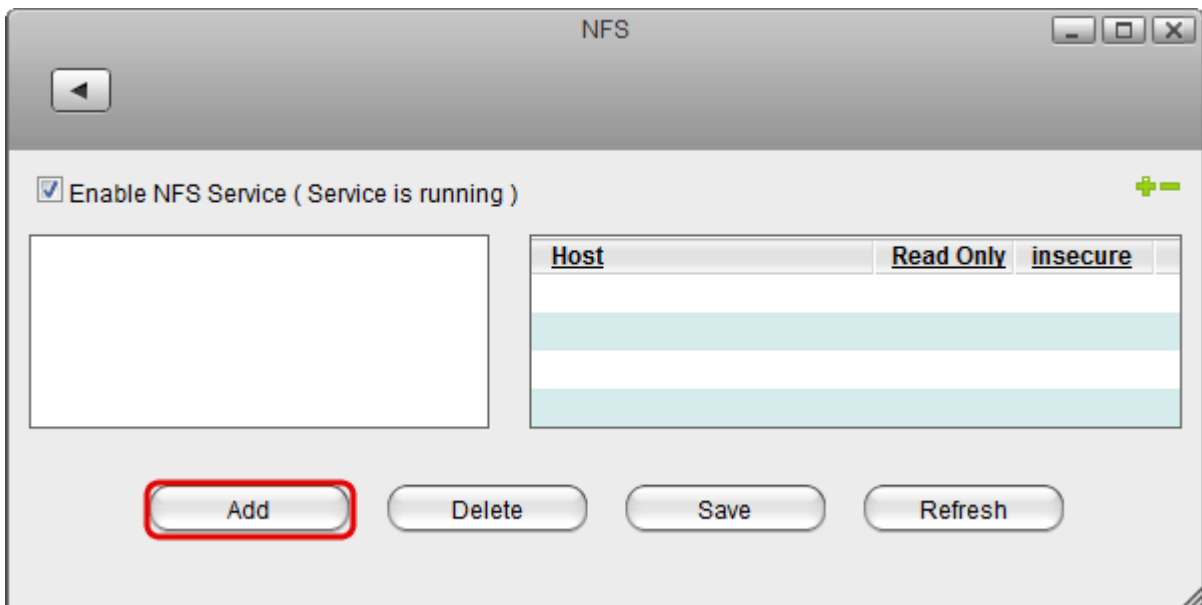 NFS
Enable NFS Service ( Service is running )
Host Read Only insecure
Add Delete Save Refresh